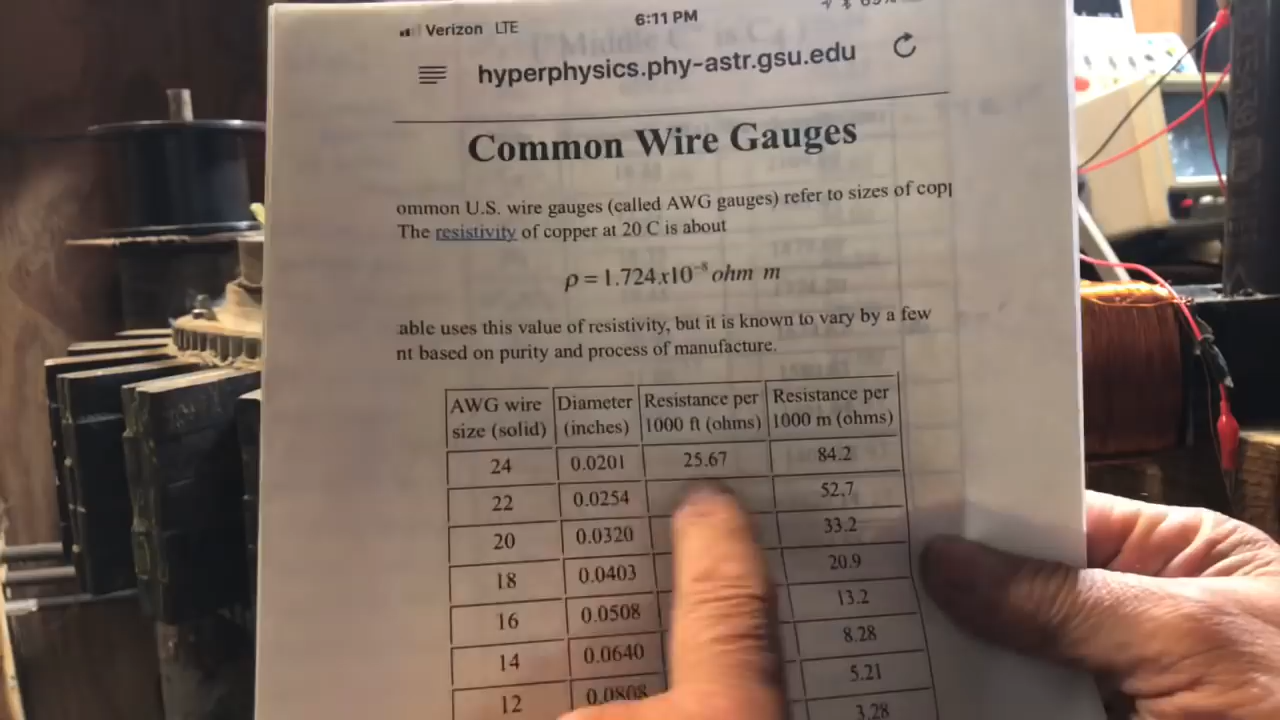 Verizon LTE
6:11 PM
hyperphysics.phy-astr.gsu.edu
Common Wire Gauges
ommon U.S. wire gauges (called AWG gauges) refer to sizes of copp
The resistivity of copper at 20 C is about
ρ = 1.724x10⁻⁸ ohm m
able uses this value of resistivity, but it is known to vary by a few
nt based on purity and process of manufacture.
AWG wire size (solid) Diameter (inches) Resistance per 1000 ft (ohms) Resistance per 1000 m (ohms)
24 0.0201 25.67 84.2
22 0.0254 52.7
20 0.0320 33.2
18 0.0403 20.9
16 0.0508 13.2
14 0.0640 8.28
12 0.0808 5.21
3.28